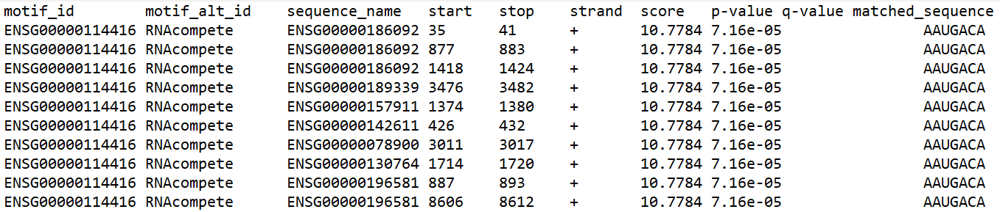 motif_id motif_alt_id sequence_name start stop strand score p-value q-value matched_sequence
ENSG00000114416 RNAcompete ENSG00000186092 35 41 + 10.7784 7.16e-05 AAUGACA
ENSG00000114416 RNAcompete ENSG00000186092 877 883 + 10.7784 7.16e-05 AAUGACA
ENSG00000114416 RNAcompete ENSG00000186092 1418 1424 + 10.7784 7.16e-05 AAUGACA
ENSG00000114416 RNAcompete ENSG00000189339 3476 3482 + 10.7784 7.16e-05 AAUGACA
ENSG00000114416 RNAcompete ENSG00000157911 1374 1380 + 10.7784 7.16e-05 AAUGACA
ENSG00000114416 RNAcompete ENSG00000142611 426 432 + 10.7784 7.16e-05 AAUGACA
ENSG00000114416 RNAcompete ENSG00000078900 3011 3017 + 10.7784 7.16e-05 AAUGACA
ENSG00000114416 RNAcompete ENSG00000130764 1714 1720 + 10.7784 7.16e-05 AAUGACA
ENSG00000114416 RNAcompete ENSG00000196581 887 893 + 10.7784 7.16e-05 AAUGACA
ENSG00000114416 RNAcompete ENSG00000196581 8606 8612 + 10.7784 7.16e-05 AAUGACA